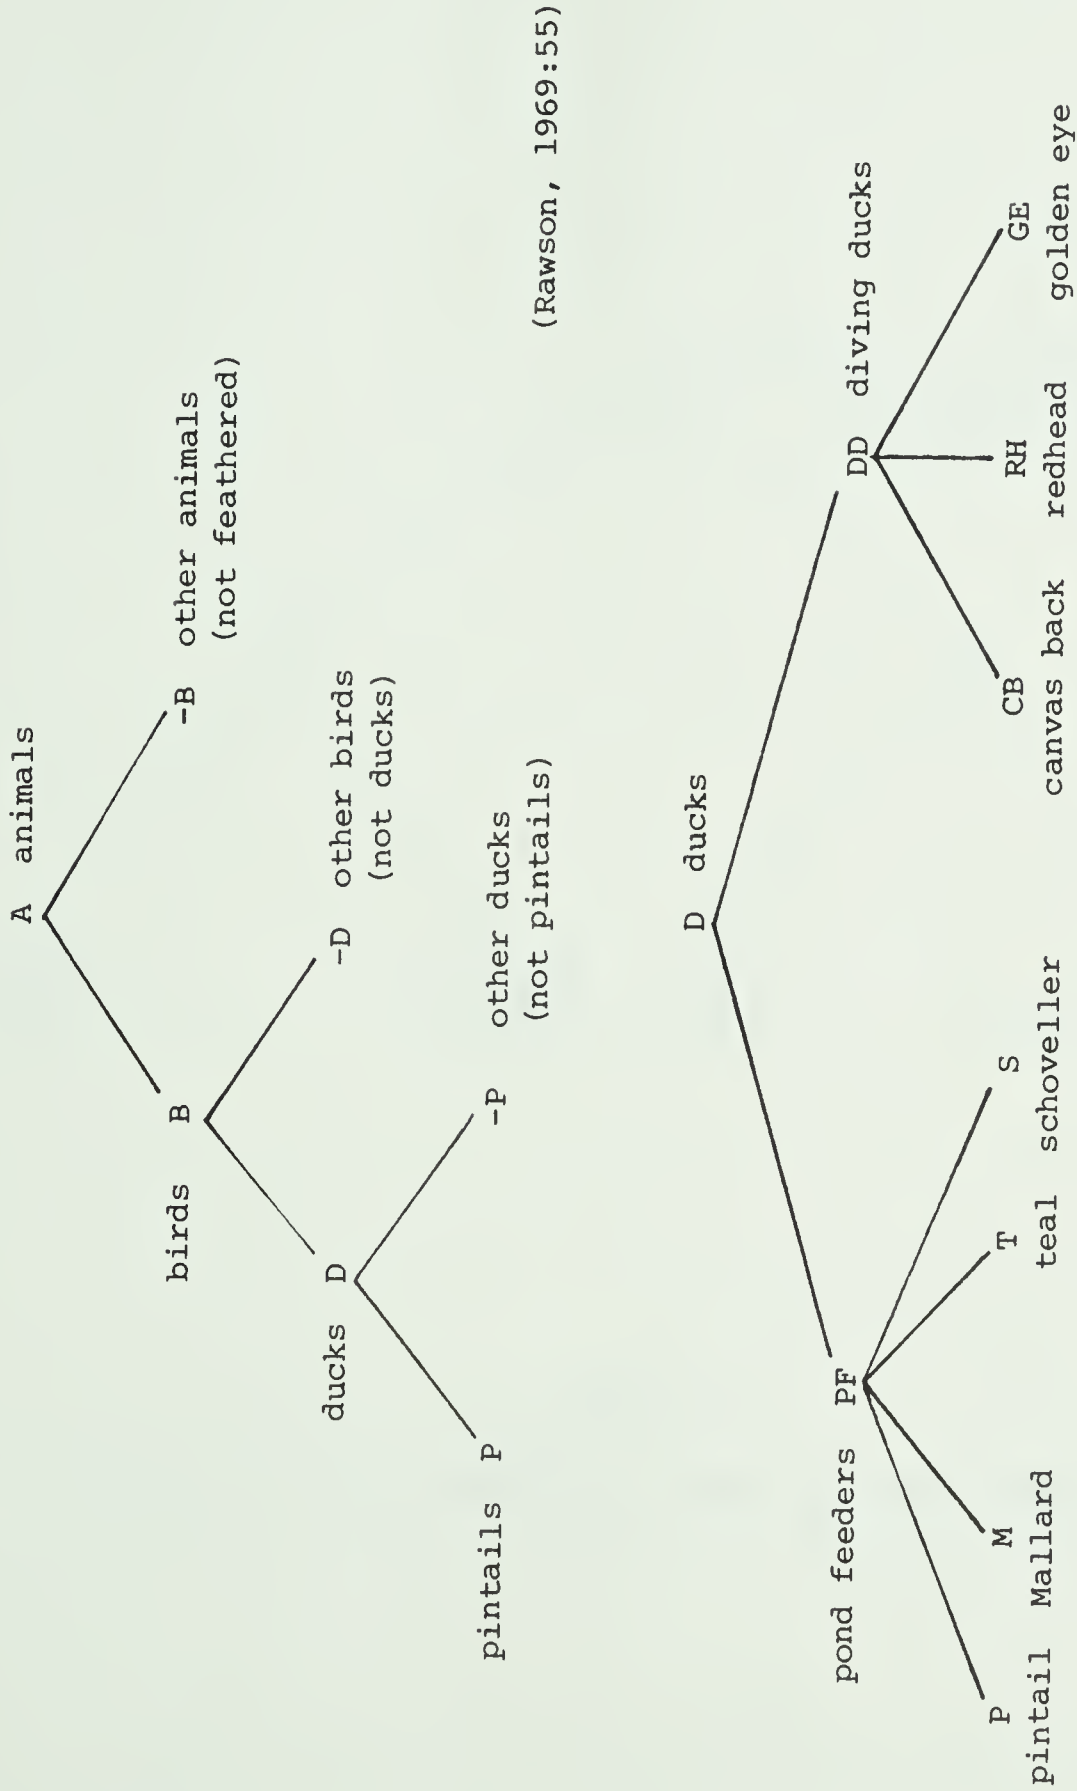 A animals
birds B
-B other animals
(not feathered)
ducks D
-D other birds
(not ducks)
pintails P
-P other ducks
(not pintails)
(Rawson, 1969:55)
D ducks
pond feeders PF
DD diving ducks
P M T S CB RH GE
pintail Mallard teal schoveller canvas back redhead golden eye